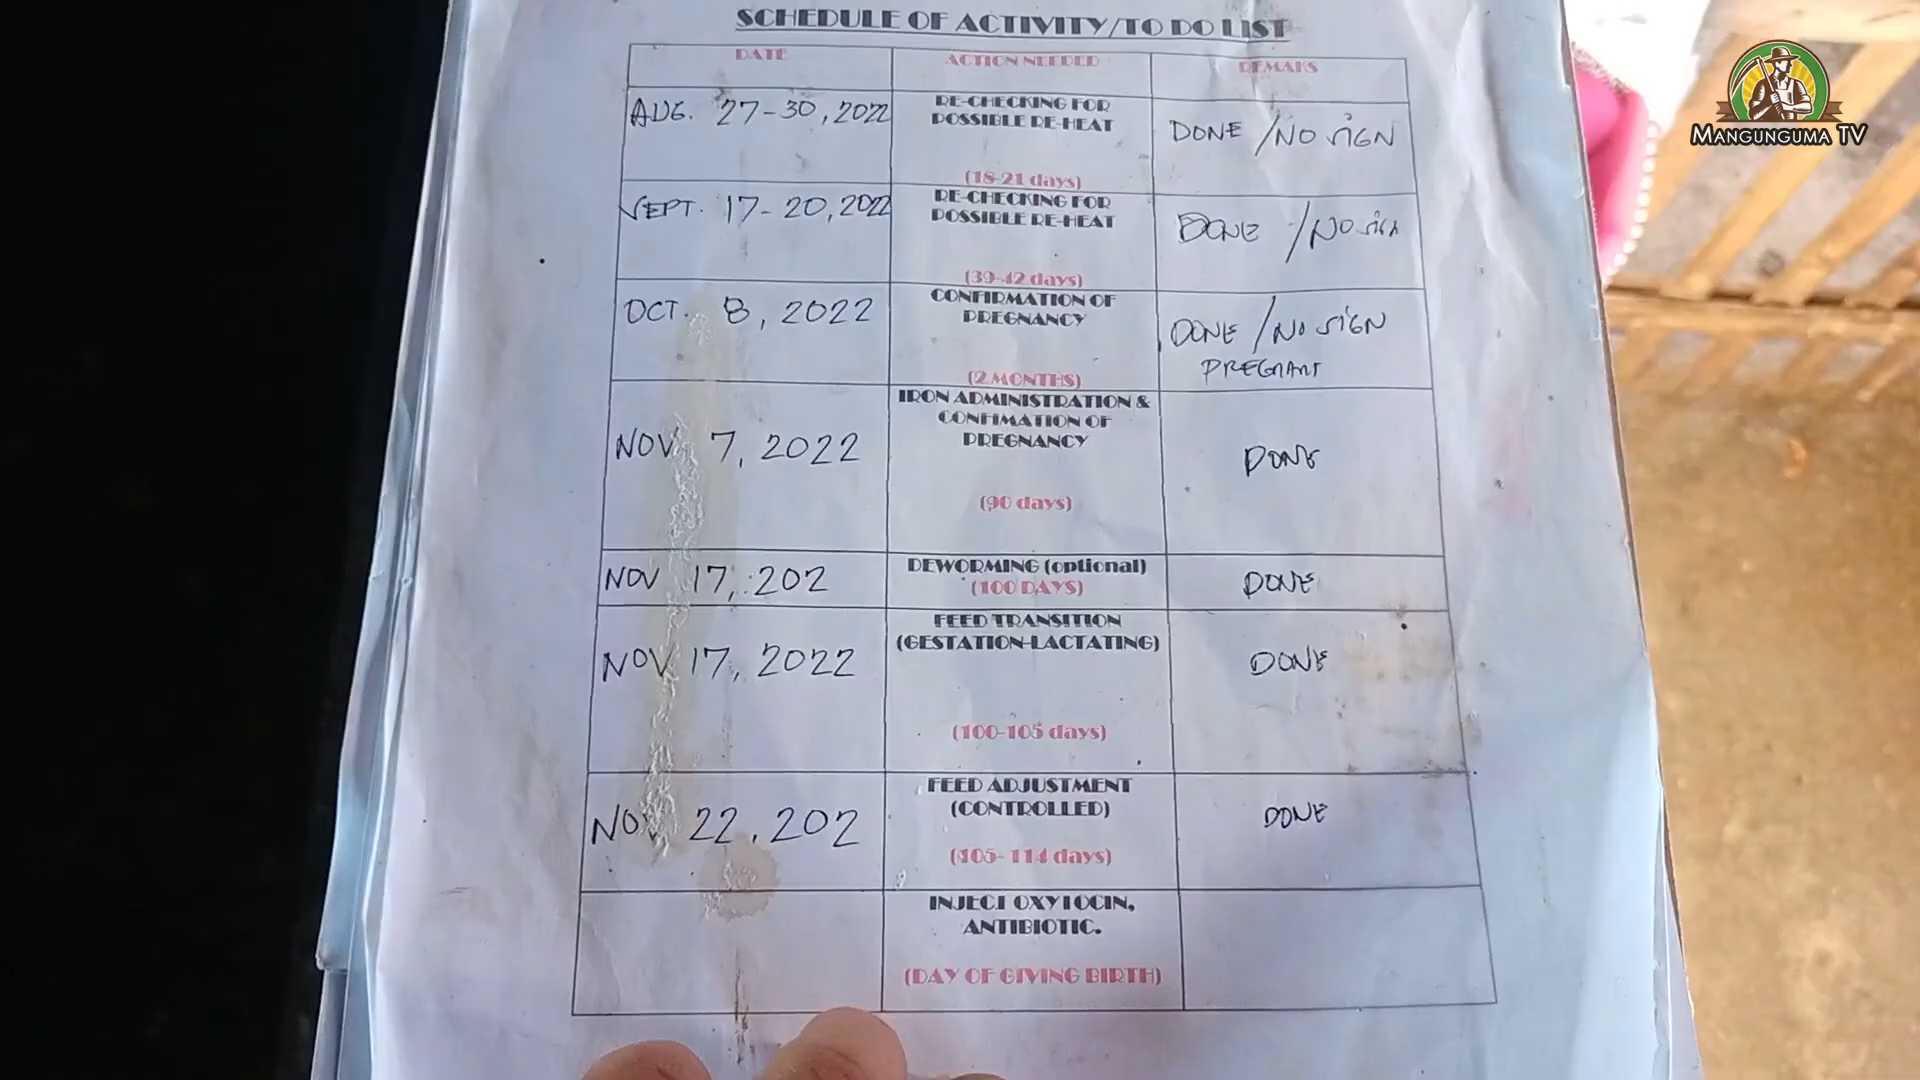 SCHEDULE OF ACTIVITY/TO DO LIST
DATE
ACTION NEEDED
REMAKS
AUG. 27-30, 2022
RE-CHECKING FOR
POSSIBLE RE-HEAT
(18-21 days)
DONE / NO SIGN
SEPT. 17-20, 2022
RE-CHECKING FOR
POSSIBLE RE-HEAT
(39-42 days)
DONE / NO SIGN
OCT. 8, 2022
CONFIRMATION OF
PREGNANCY
(2 MONTHS)
DONE / NO SIGN
PREGNANT
NOV 7, 2022
IRON ADMINISTRATION &
CONFIMATION OF
PREGNANCY
(90 days)
DONE
NOV 17, 202
DEWORMING (optional)
(100 DAYS)
DONE
NOV 17, 2022
FEED TRANSITION
(GESTATION-LACTATING)
(100-105 days)
DONE
NOV 22, 202
FEED ADJUSTMENT
(CONTROLLED)
(105- 114 days)
DONE
INJECT OXYTOCIN,
ANTIBIOTIC.
(DAY OF GIVING BIRTH)
MANGUNGUMA TV